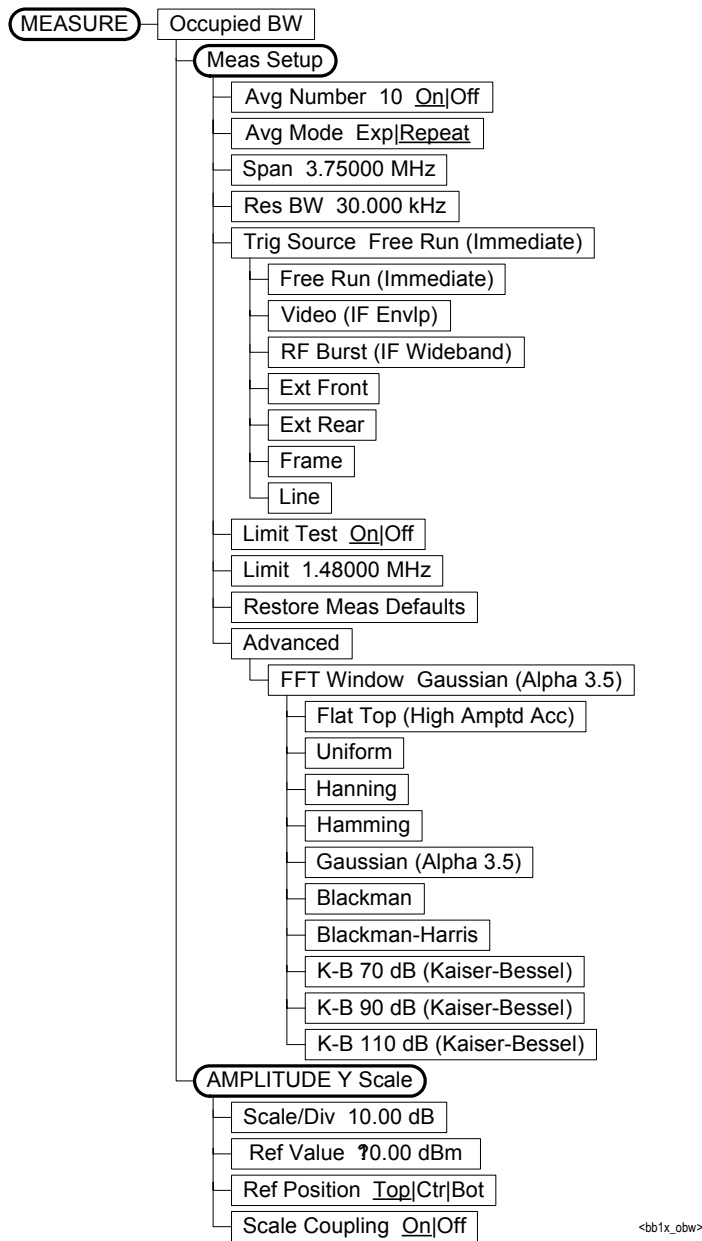 MEASURE Occupied BW
Meas Setup
Avg Number 10 On|Off
Avg Mode Exp|Repeat
Span 3.75000 MHz
Res BW 30.000 kHz
Trig Source Free Run (Immediate)
Free Run (Immediate)
Video (IF Envlp)
RF Burst (IF Wideband)
Ext Front
Ext Rear
Frame
Line
Limit Test On|Off
Limit 1.48000 MHz
Restore Meas Defaults
Advanced
FFT Window Gaussian (Alpha 3.5)
Flat Top (High Amptd Acc)
Uniform
Hanning
Hamming
Gaussian (Alpha 3.5)
Blackman
Blackman-Harris
K-B 70 dB (Kaiser-Bessel)
K-B 90 dB (Kaiser-Bessel)
K-B 110 dB (Kaiser-Bessel)
AMPLITUDE Y Scale
Scale/Div 10.00 dB
Ref Value dBm
Ref Position Top|Ctr|Bot
Scale Coupling On|Off
<bb1x_obw>